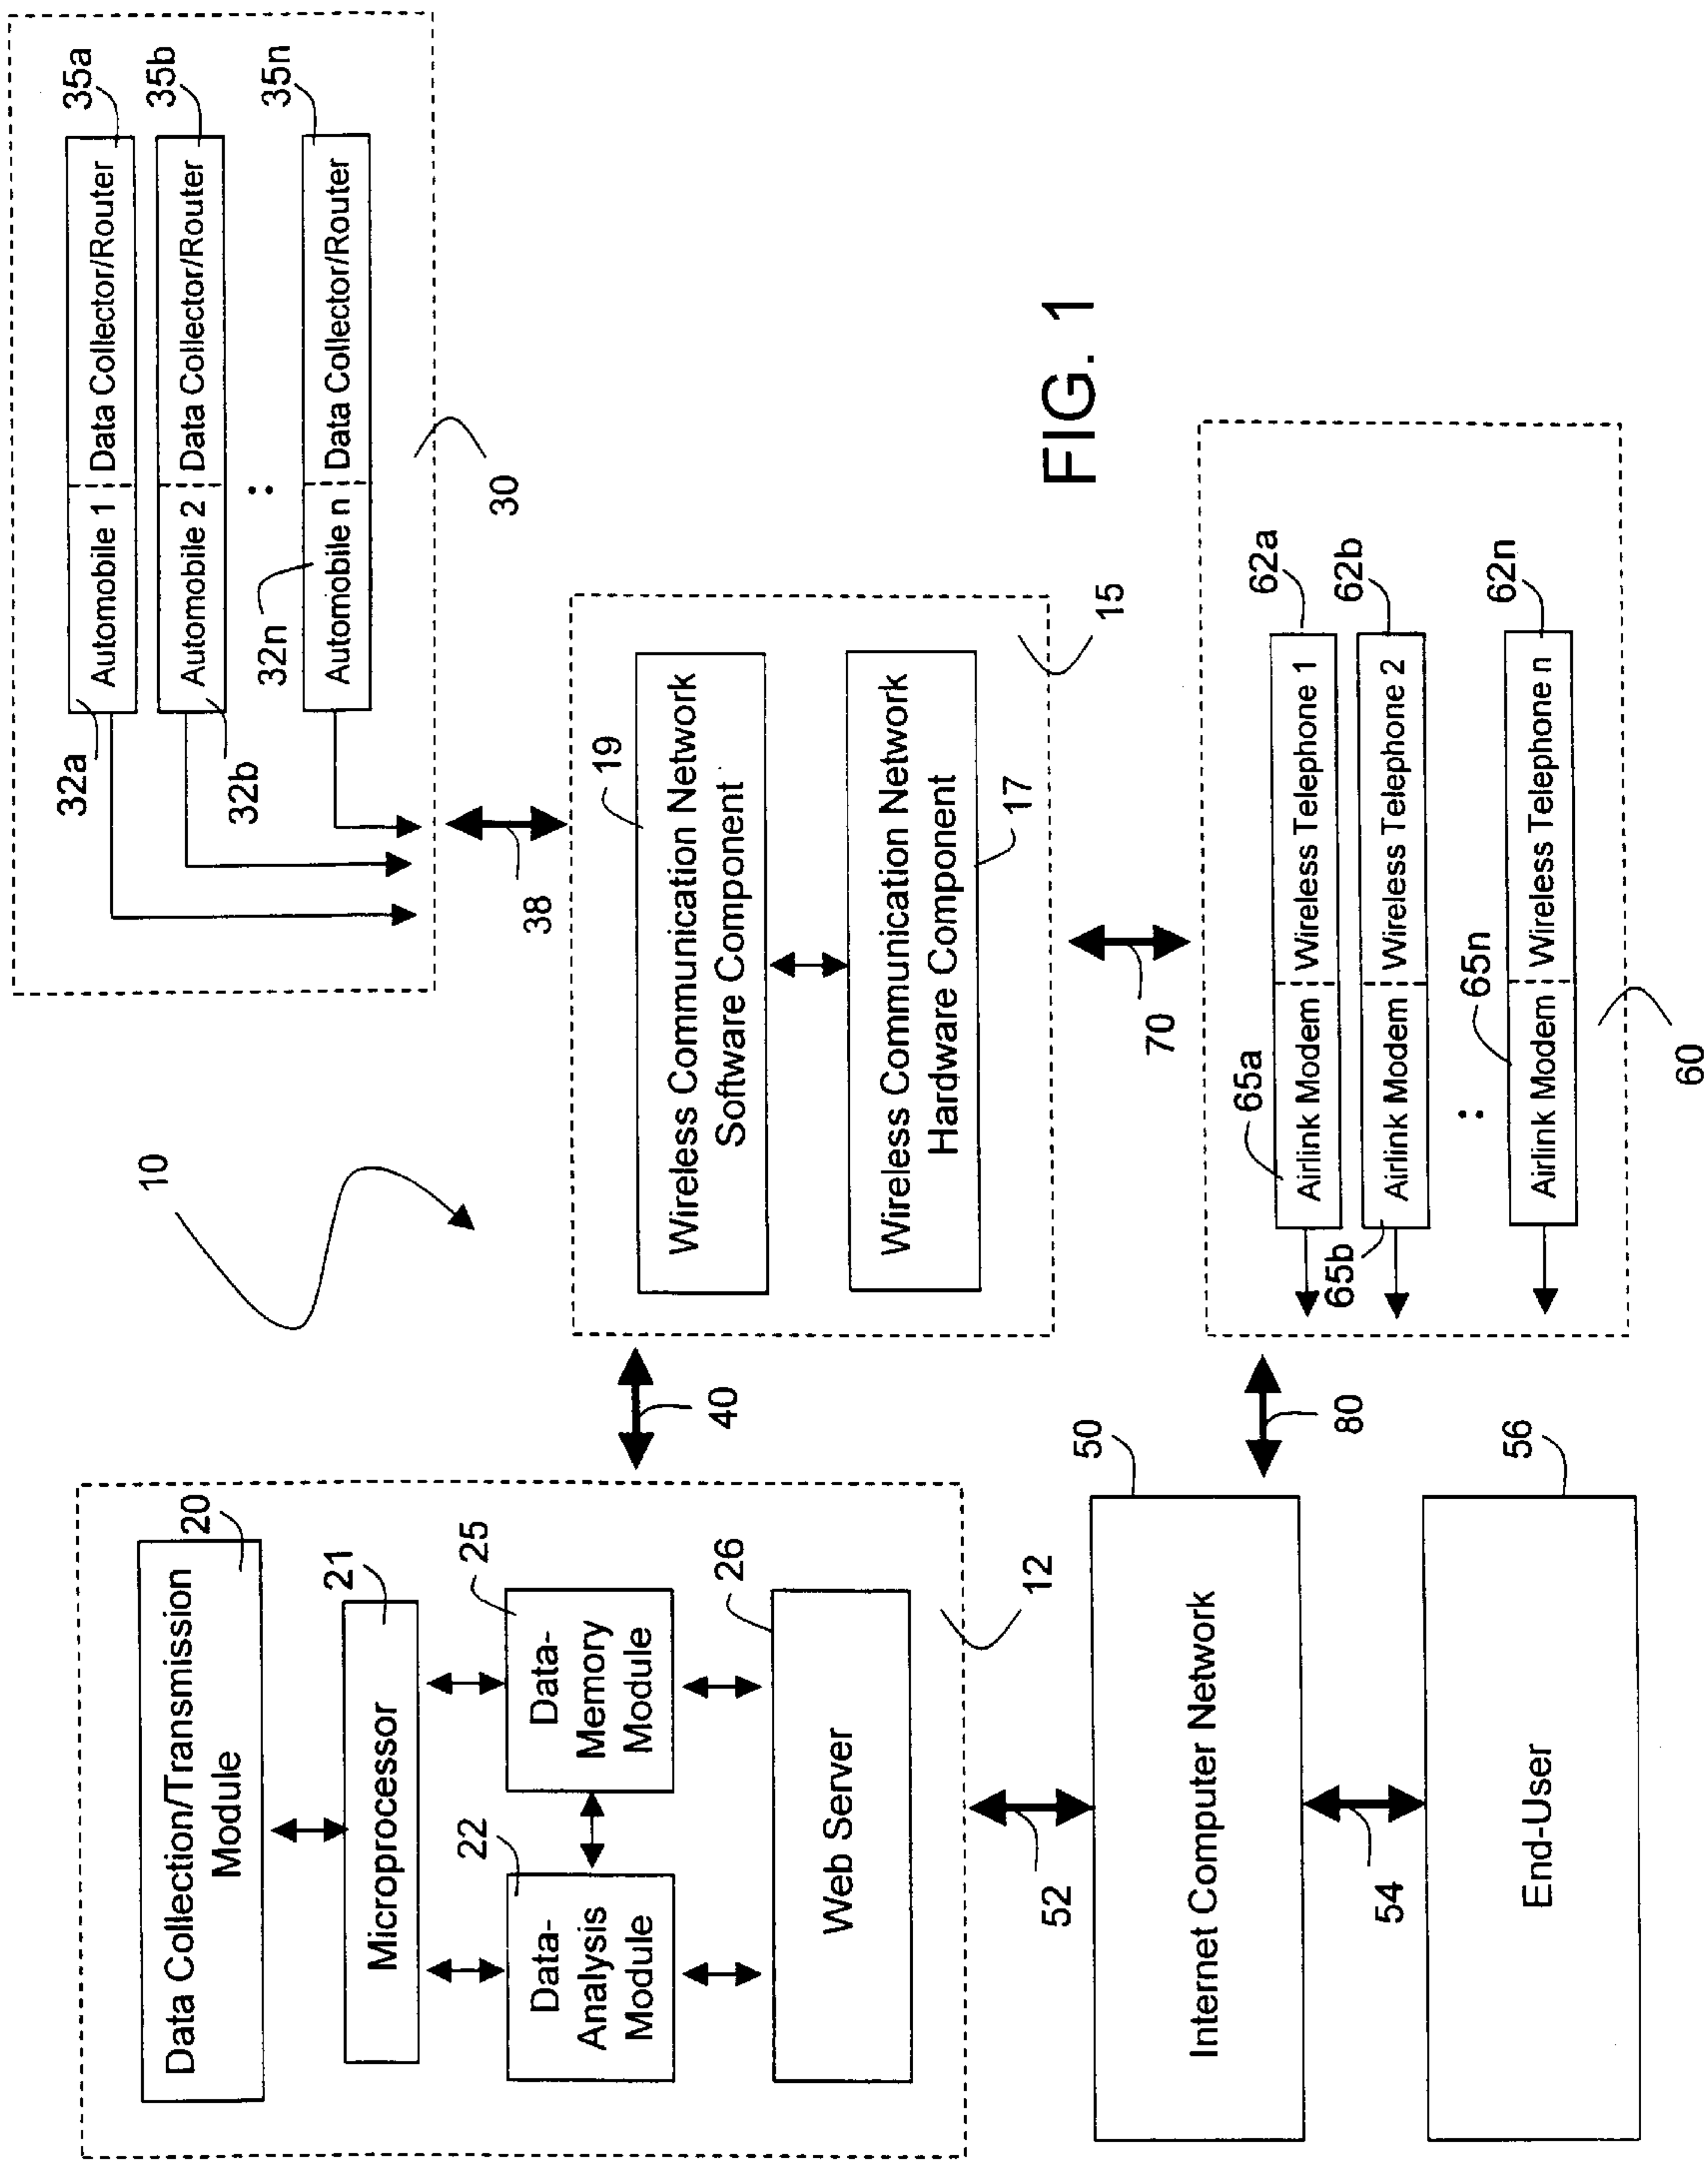 10
Data Collection/Transmission
Module
20
Microprocessor
21
Data-
Analysis
Module
22
Data-
Memory
Module
25
Web Server
26
12
52
Internet Computer Network
50
54
End-User
56
40
80
19
Wireless Communication Network
Software Component
Wireless Communication Network
Hardware Component
17
15
38
70
32a
Automobile 1
Data Collector/Router
35a
32b
Automobile 2
Data Collector/Router
35b
:
32n
Automobile n
Data Collector/Router
35n
30
65a
Airlink Modem
Wireless Telephone 1
62a
65b
Airlink Modem
Wireless Telephone 2
62b
:
65n
Airlink Modem
Wireless Telephone n
62n
60
FIG. 1